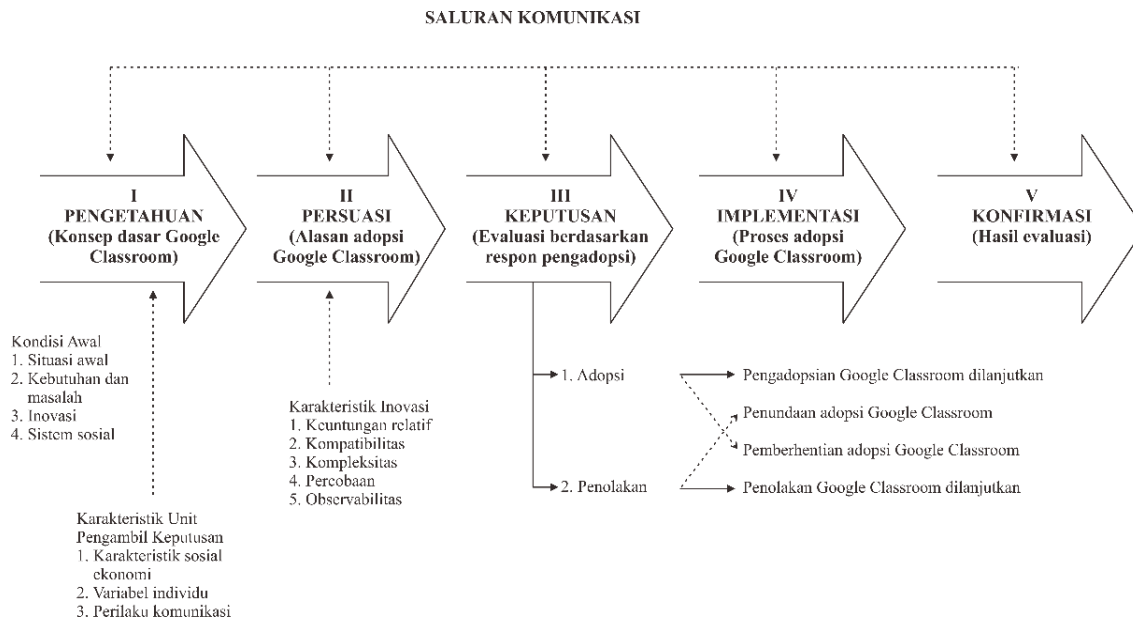 SALURAN KOMUNIKASI
I
PENGETAHUAN
(Konsep dasar Google
Classroom)
II
PERSUASI
(Alasan adopsi
Google Classroom)
III
KEPUTUSAN
(Evaluasi berdasarkan
respon pengadopsi)
IV
IMPLEMENTASI
(Proses adopsi
Google Classroom)
V
KONFIRMASI
(Hasil evaluasi)
Kondisi Awal
1. Situasi awal
2. Kebutuhan dan
masalah
3. Inovasi
4. Sistem sosial
Karakteristik Unit
Pengambil Keputusan
1. Karakteristik sosial
ekonomi
2. Variabel individu
3. Perilaku komunikasi
Karakteristik Inovasi
1. Keuntungan relatif
2. Kompatibilitas
3. Kompleksitas
4. Percobaan
5. Observabilitas
1. Adopsi
2. Penolakan
Pengadopsian Google Classroom dilanjutkan
Penundaan adopsi Google Classroom
Pemberhentian adopsi Google Classroom
Penolakan Google Classroom dilanjutkan